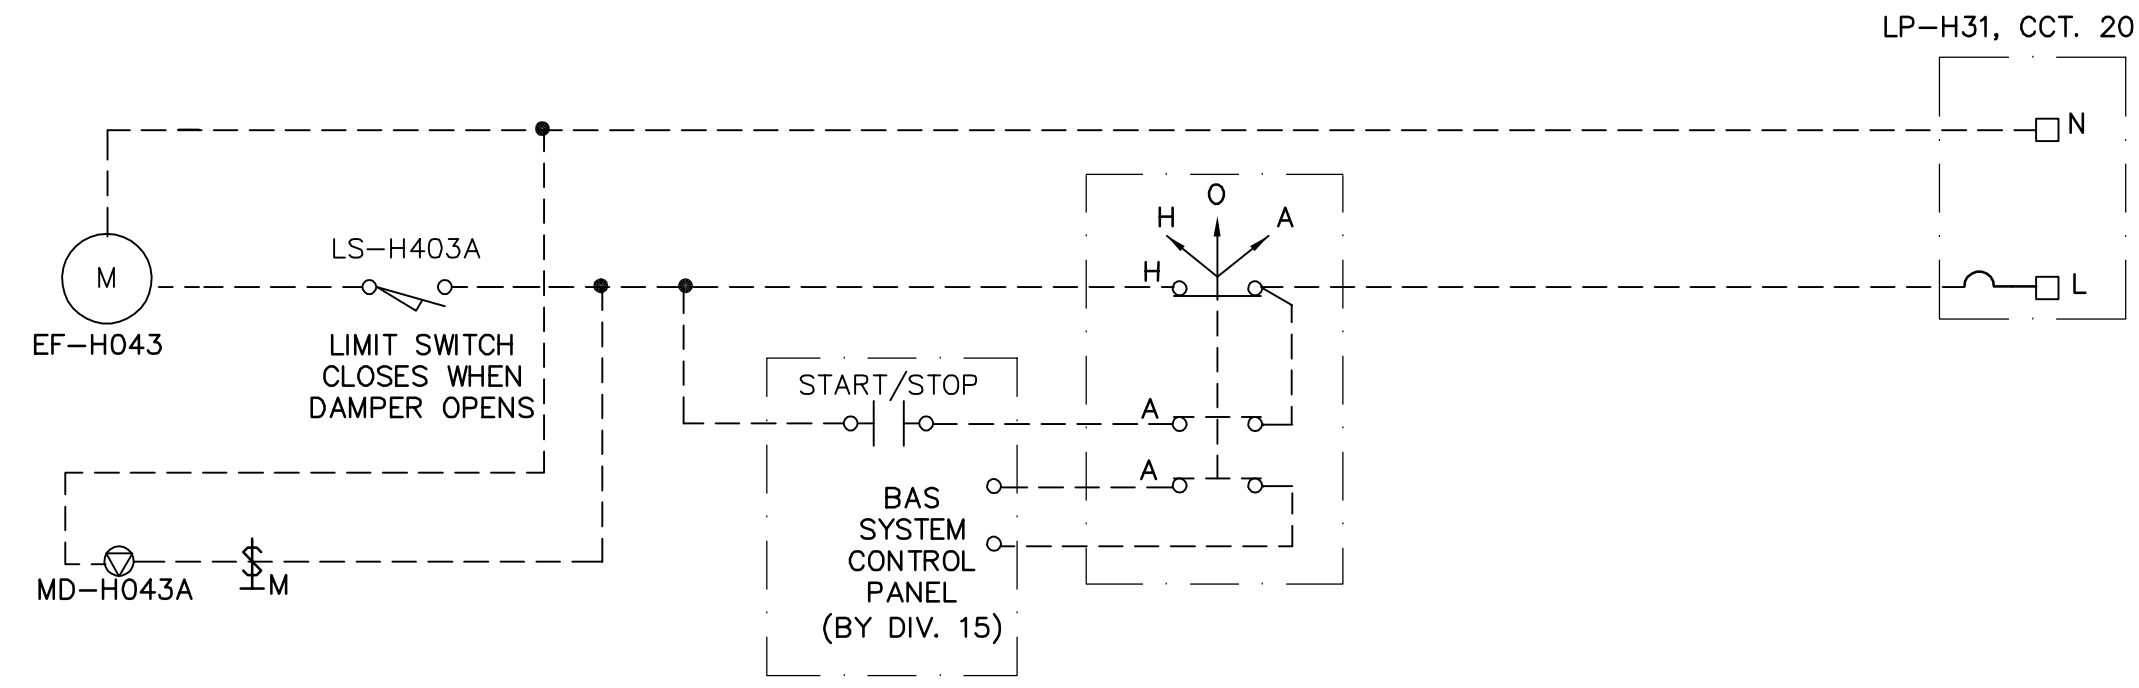 LP-H31, CCT. 20
N
O
H
A
LS-H403A
M
H
L
EF-H043
LIMIT SWITCH
CLOSES WHEN
DAMPER OPENS
START/STOP
A
A
BAS
SYSTEM
CONTROL
PANEL
(BY DIV. 15)
MD-H043A
$
M